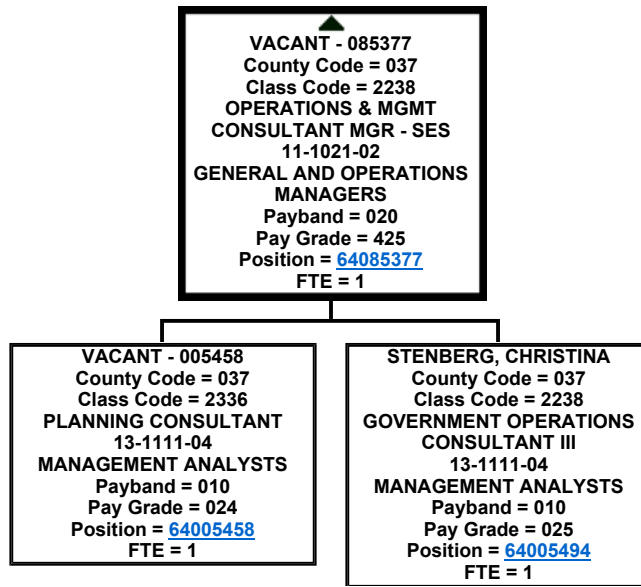 VACANT - 085377
County Code = 037
Class Code = 2238
OPERATIONS & MGMT
CONSULTANT MGR - SES
11-1021-02
GENERAL AND OPERATIONS
MANAGERS
Payband = 020
Pay Grade = 425
Position = 64085377
FTE = 1
VACANT - 005458
County Code = 037
Class Code = 2336
PLANNING CONSULTANT
13-1111-04
MANAGEMENT ANALYSTS
Payband = 010
Pay Grade = 024
Position = 64005458
FTE = 1
STENBERG, CHRISTINA
County Code = 037
Class Code = 2238
GOVERNMENT OPERATIONS
CONSULTANT III
13-1111-04
MANAGEMENT ANALYSTS
Payband = 010
Pay Grade = 025
Position = 64005494
FTE = 1